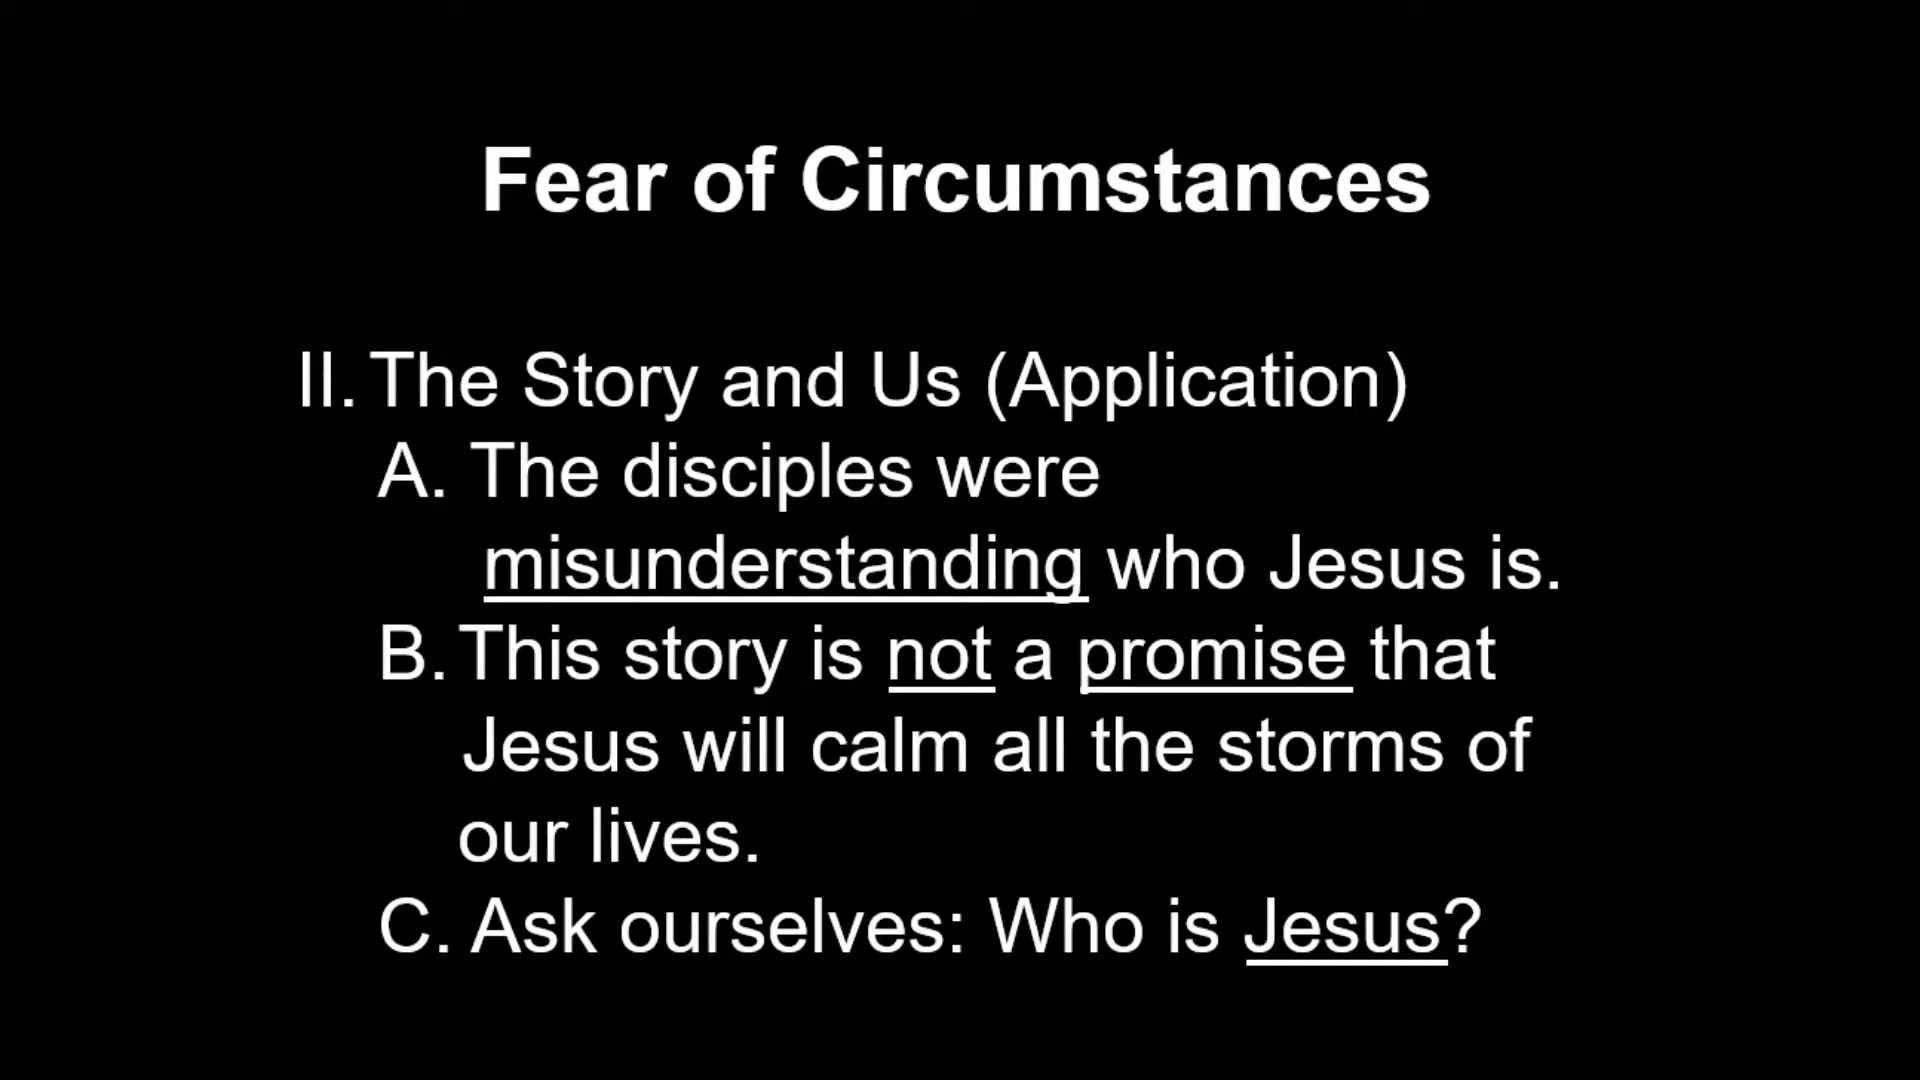 Fear of Circumstances
II. The Story and Us (Application)
A. The disciples were
misunderstanding who Jesus is.
B. This story is not a promise that
Jesus will calm all the storms of
our lives.
C. Ask ourselves: Who is Jesus?